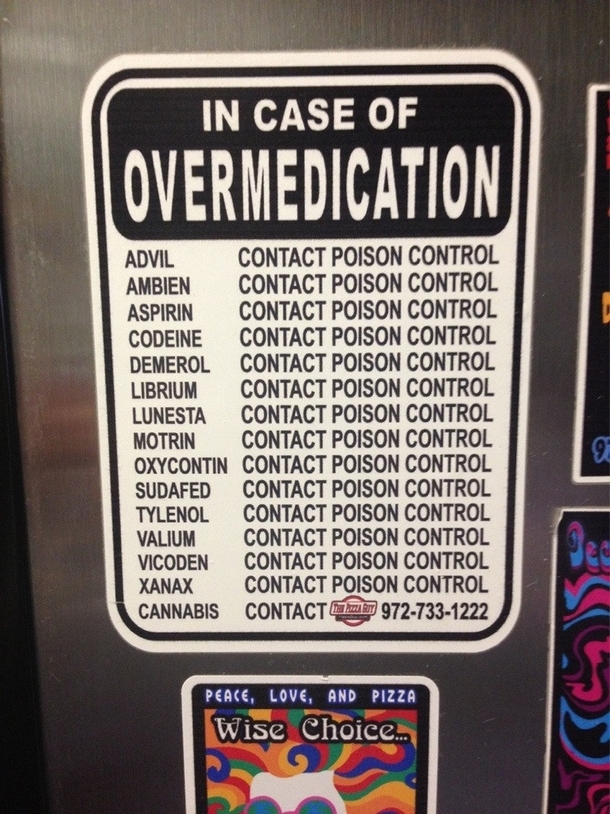 IN CASE OF
OVERMEDICATION
ADVIL CONTACT POISON CONTROL
AMBIEN CONTACT POISON CONTROL
ASPIRIN CONTACT POISON CONTROL
CODEINE CONTACT POISON CONTROL
DEMEROL CONTACT POISON CONTROL
LIBRIUM CONTACT POISON CONTROL
LUNESTA CONTACT POISON CONTROL
MOTRIN CONTACT POISON CONTROL
OXYCONTIN CONTACT POISON CONTROL
SUDAFED CONTACT POISON CONTROL
TYLENOL CONTACT POISON CONTROL
VALIUM CONTACT POISON CONTROL
VICODEN CONTACT POISON CONTROL
XANAX CONTACT POISON CONTROL
CANNABIS CONTACT THE PIZZA GUY 972-733-1222
PEACE, LOVE, AND PIZZA
Wise Choice...